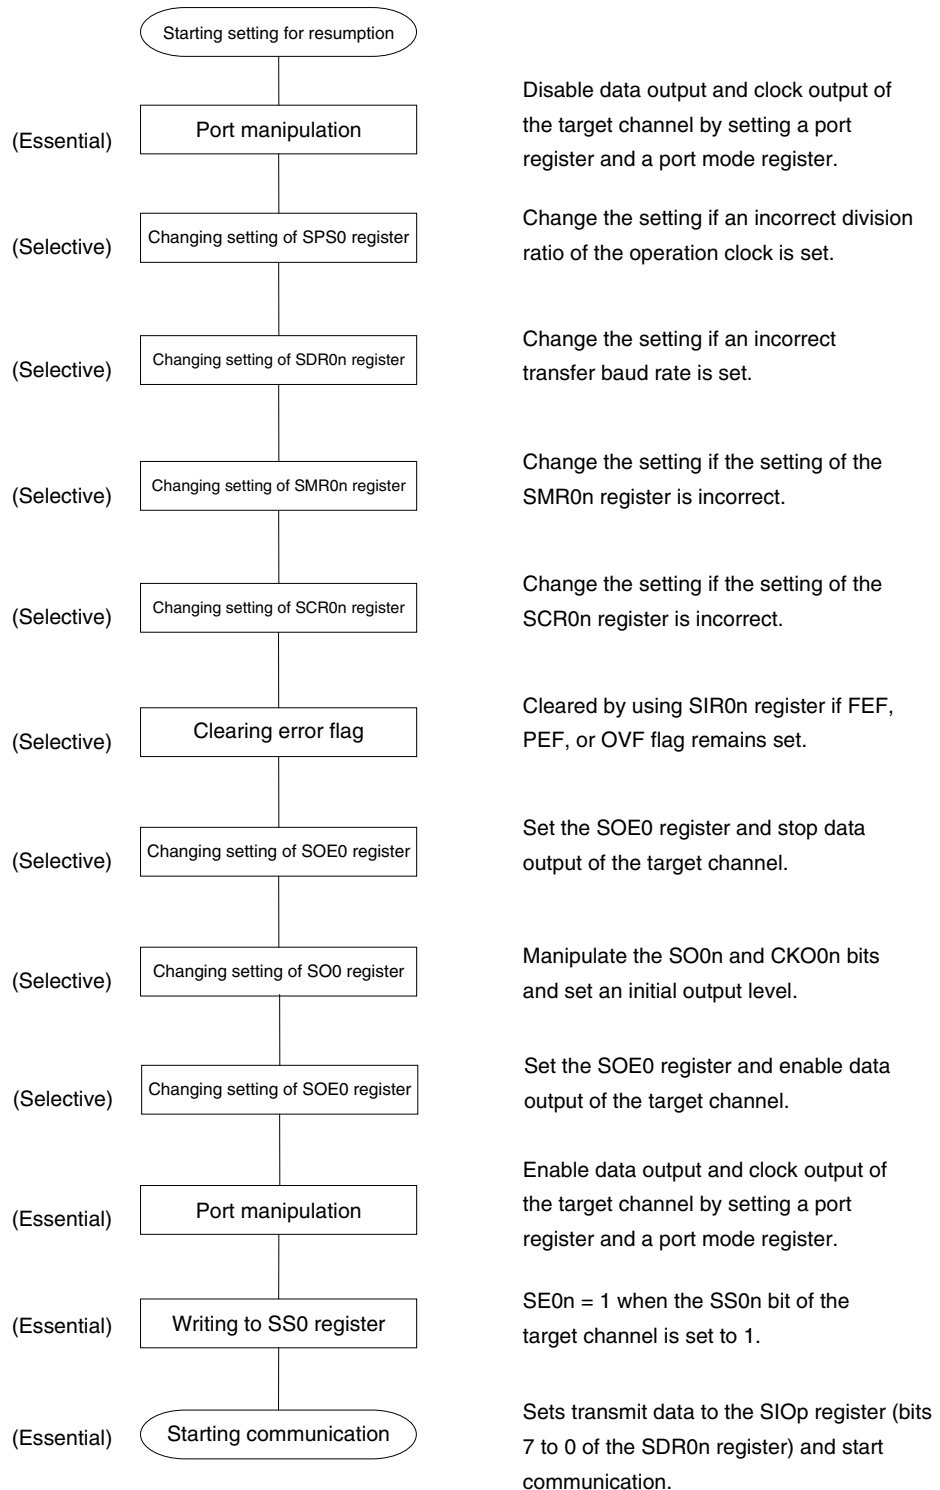 Starting setting for resumption
(Essential)
Port manipulation
Disable data output and clock output of
the target channel by setting a port
register and a port mode register.
(Selective)
Changing setting of SPS0 register
Change the setting if an incorrect division
ratio of the operation clock is set.
(Selective)
Changing setting of SDR0n register
Change the setting if an incorrect
transfer baud rate is set.
(Selective)
Changing setting of SMR0n register
Change the setting if the setting of the
SMR0n register is incorrect.
(Selective)
Changing setting of SCR0n register
Change the setting if the setting of the
SCR0n register is incorrect.
(Selective)
Clearing error flag
Cleared by using SIR0n register if FEF,
PEF, or OVF flag remains set.
(Selective)
Changing setting of SOE0 register
Set the SOE0 register and stop data
output of the target channel.
(Selective)
Changing setting of SO0 register
Manipulate the SO0n and CKO0n bits
and set an initial output level.
(Selective)
Changing setting of SOE0 register
Set the SOE0 register and enable data
output of the target channel.
(Essential)
Port manipulation
Enable data output and clock output of
the target channel by setting a port
register and a port mode register.
(Essential)
Writing to SS0 register
SE0n = 1 when the SS0n bit of the
target channel is set to 1.
(Essential)
Starting communication
Sets transmit data to the SIOp register (bits
7 to 0 of the SDR0n register) and start
communication.